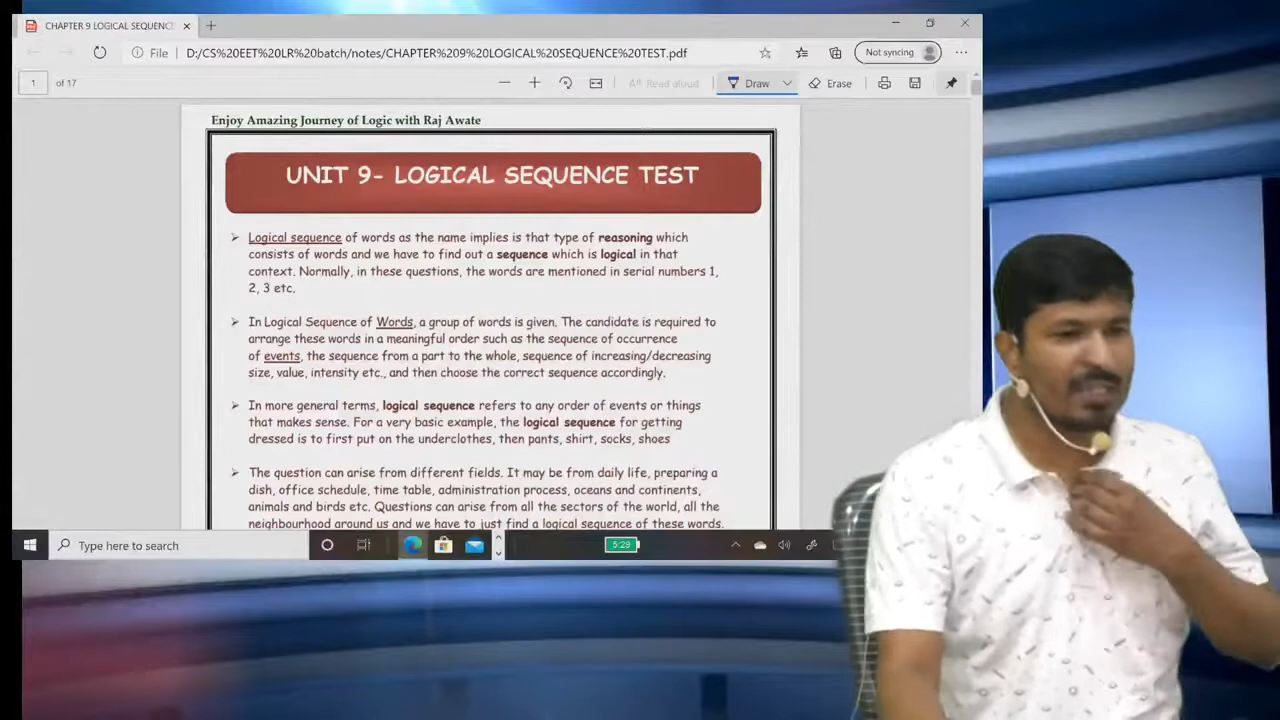 CHAPTER 9 LOGICAL SEQUENCE
File D:/CS%20EET%20LR%20batch/notes/CHAPTER%209%20LOGICAL%20SEQUENCE%20TEST.pdf Not syncing
1 of 17 Read aloud Draw Erase
Enjoy Amazing Journey of Logic with Raj Awate
UNIT 9- LOGICAL SEQUENCE TEST
Logical sequence of words as the name implies is that type of reasoning which
consists of words and we have to find out a sequence which is logical in that
context. Normally, in these questions, the words are mentioned in serial numbers 1,
2, 3 etc.
In Logical Sequence of Words, a group of words is given. The candidate is required to
arrange these words in a meaningful order such as the sequence of occurrence
of events, the sequence from a part to the whole, sequence of increasing/decreasing
size, value, intensity etc., and then choose the correct sequence accordingly.
In more general terms, logical sequence refers to any order of events or things
that makes sense. For a very basic example, the logical sequence for getting
dressed is to first put on the underclothes, then pants, shirt, socks, shoes
The question can arise from different fields. It may be from daily life, preparing a
dish, office schedule, time table, administration process, oceans and continents,
animals and birds etc. Questions can arise from all the sectors of the world, all the
neighbourhood around us and we have to just find a logical sequence of these words.
Type here to search 5:29